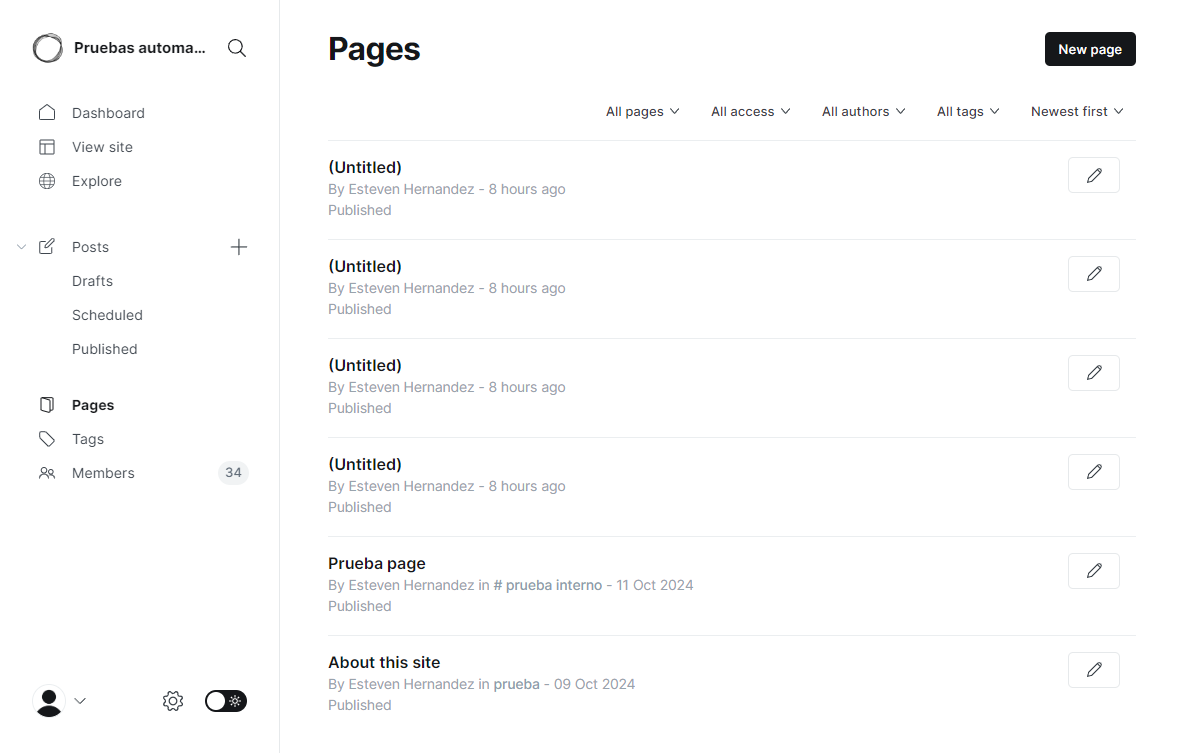 Pruebas automa...
Dashboard
View site
Explore
Posts
Drafts
Scheduled
Published
Pages
Tags
Members 34
Pages
New page
All pages All access All authors All tags Newest first
(Untitled)
By Esteven Hernandez - 8 hours ago
Published
(Untitled)
By Esteven Hernandez - 8 hours ago
Published
(Untitled)
By Esteven Hernandez - 8 hours ago
Published
(Untitled)
By Esteven Hernandez - 8 hours ago
Published
Prueba page
By Esteven Hernandez in # prueba interno - 11 Oct 2024
Published
About this site
By Esteven Hernandez in prueba - 09 Oct 2024
Published